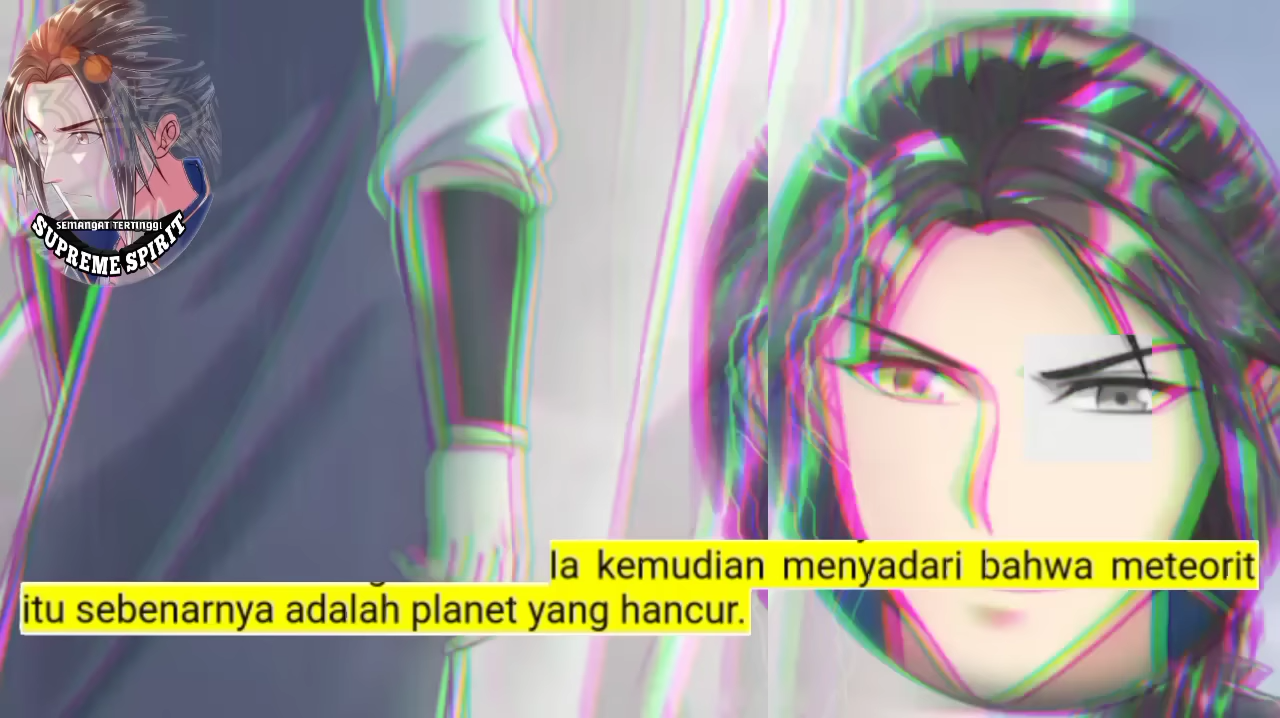 SEMANGAT TERTINGGI
SUPREME SPIRIT
Ia kemudian menyadari bahwa meteorit
itu sebenarnya adalah planet yang hancur.